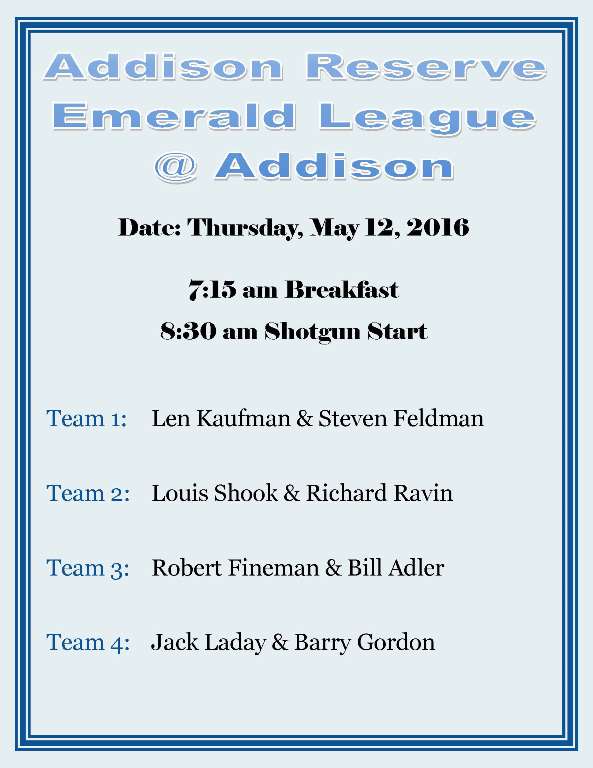 Addison Reserve
Emerald League
@ Addison
Date: Thursday, May 12, 2016
7:15 am Breakfast
8:30 am Shotgun Start
Team 1: Len Kaufman & Steven Feldman
Team 2: Louis Shook & Richard Ravin
Team 3: Robert Fineman & Bill Adler
Team 4: Jack Laday & Barry Gordon